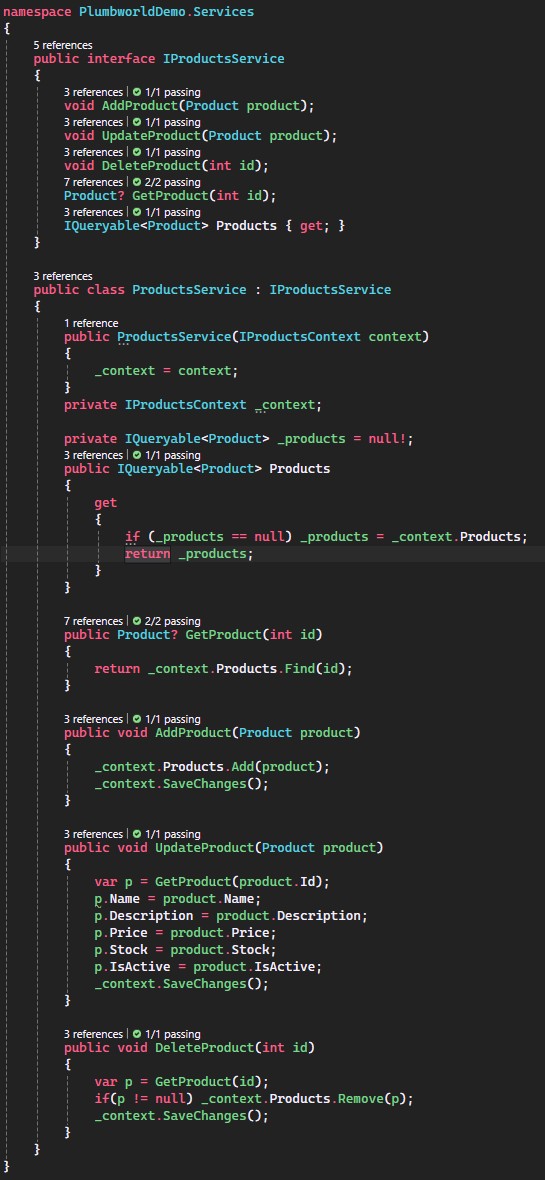 namespace PlumbworldDemo.Services
{
5 references
public interface IProductsService
{
3 references | 1/1 passing
void AddProduct(Product product);
3 references | 1/1 passing
void UpdateProduct(Product product);
3 references | 1/1 passing
void DeleteProduct(int id);
7 references | 2/2 passing
Product? GetProduct(int id);
3 references | 1/1 passing
IQueryable<Product> Products { get; }
}
3 references
public class ProductsService : IProductsService
{
1 reference
public ProductsService(IProductsContext context)
{
_context = context;
}
private IProductsContext _context;
private IQueryable<Product> _products = null!;
3 references | 1/1 passing
public IQueryable<Product> Products
{
get
{
if (_products == null) _products = _context.Products;
return _products;
}
}
7 references | 2/2 passing
public Product? GetProduct(int id)
{
return _context.Products.Find(id);
}
3 references | 1/1 passing
public void AddProduct(Product product)
{
_context.Products.Add(product);
_context.SaveChanges();
}
3 references | 1/1 passing
public void UpdateProduct(Product product)
{
var p = GetProduct(product.Id);
p.Name = product.Name;
p.Description = product.Description;
p.Price = product.Price;
p.Stock = product.Stock;
p.IsActive = product.IsActive;
_context.SaveChanges();
}
3 references | 1/1 passing
public void DeleteProduct(int id)
{
var p = GetProduct(id);
if(p != null) _context.Products.Remove(p);
_context.SaveChanges();
}
}
}